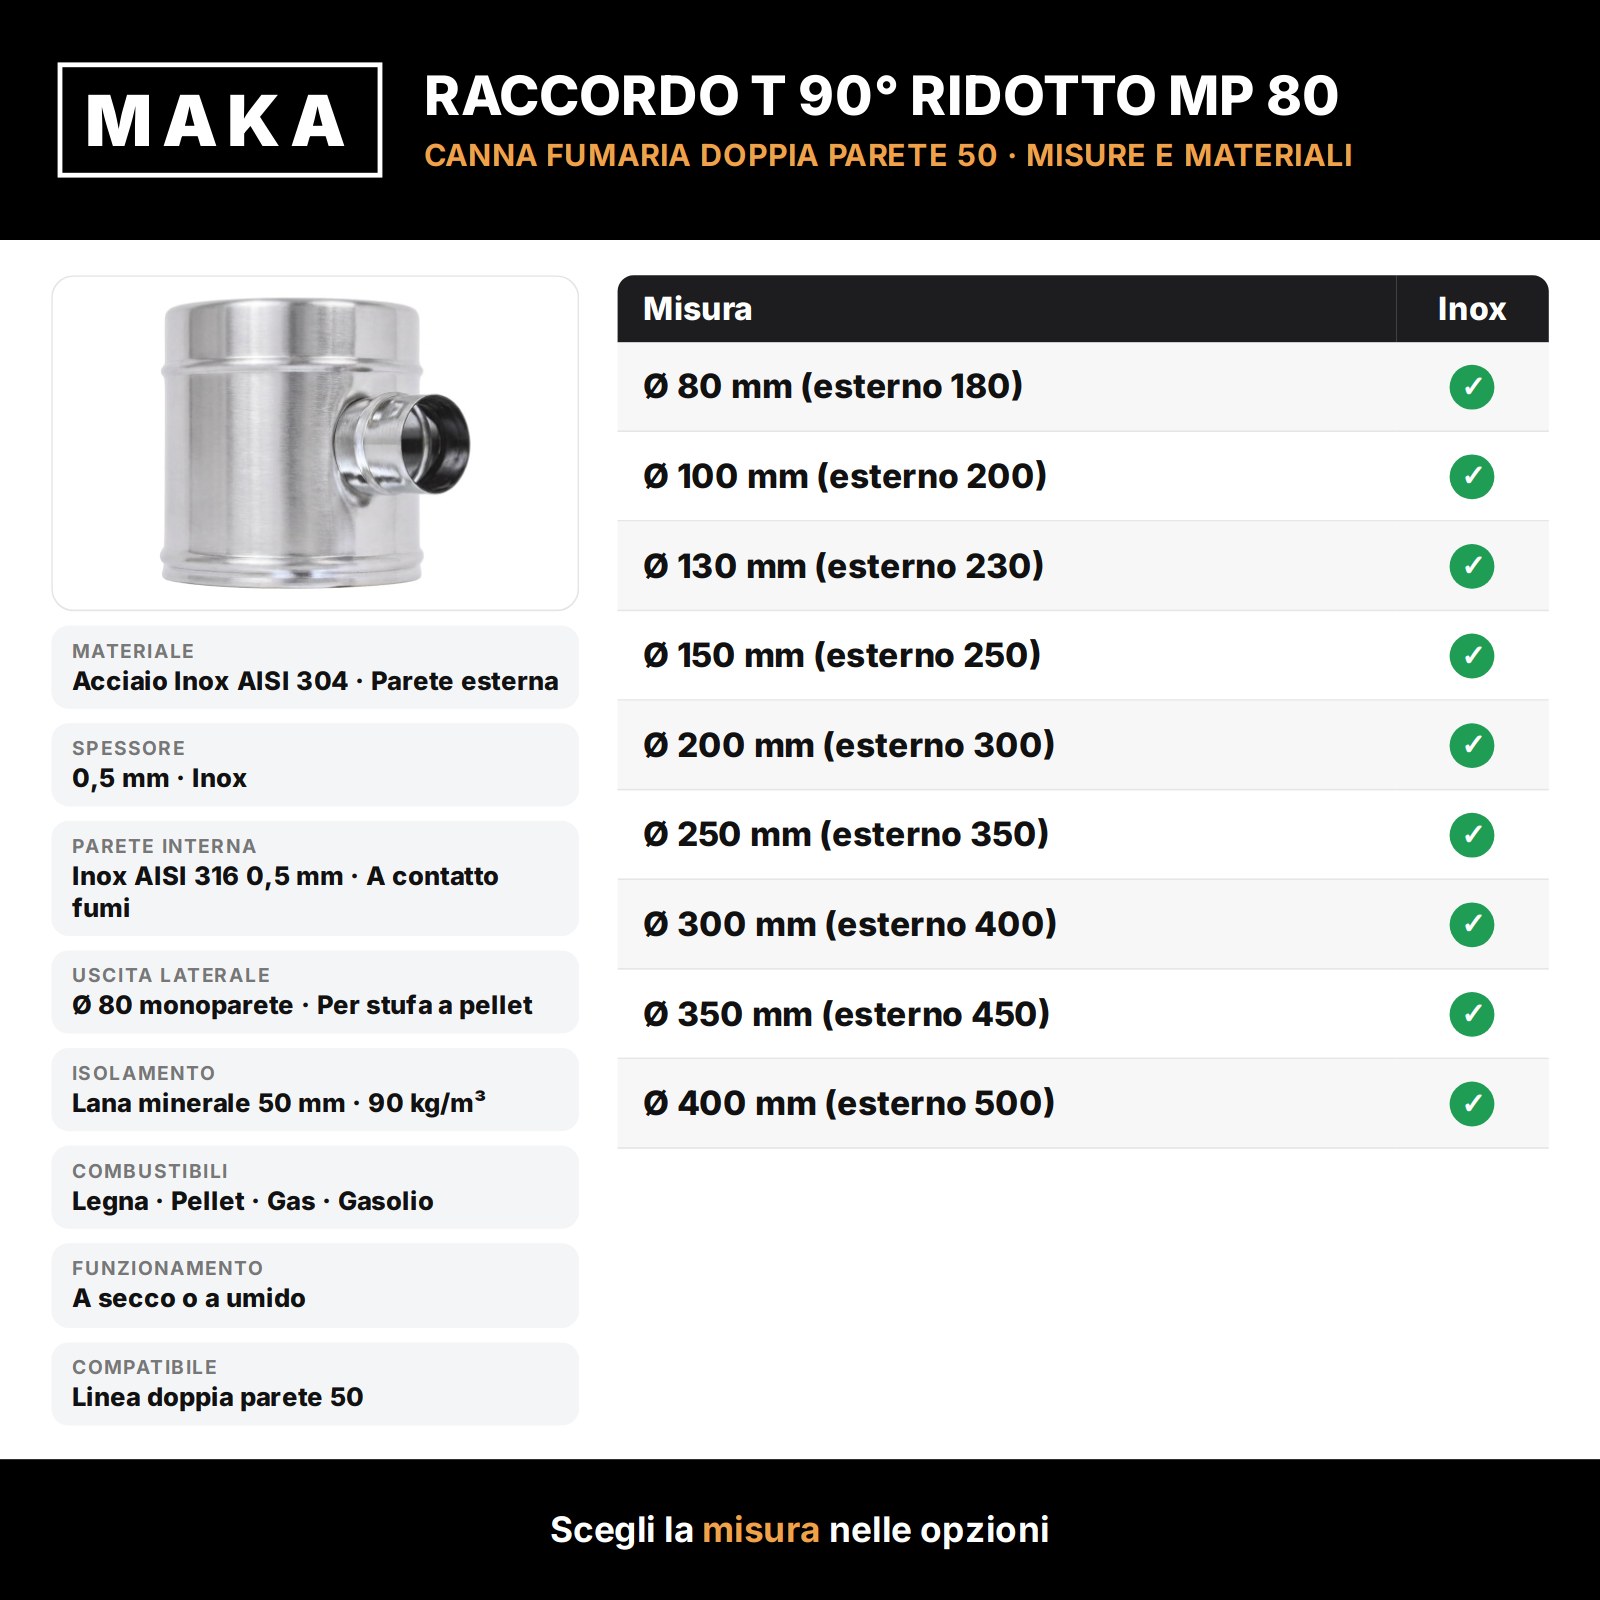 MAKA
RACCORDO T 90° RIDOTTO MP 80
CANNA FUMARIA DOPPIA PARETE 50 · MISURE E MATERIALI
MATERIALE
Acciaio Inox AISI 304 · Parete esterna
SPESSORE
0,5 mm · Inox
PARETE INTERNA
Inox AISI 316 0,5 mm · A contatto
fumi
USCITA LATERALE
Ø 80 monoparete · Per stufa a pellet
ISOLAMENTO
Lana minerale 50 mm · 90 kg/m³
COMBUSTIBILI
Legna · Pellet · Gas · Gasolio
FUNZIONAMENTO
A secco o a umido
COMPATIBILE
Linea doppia parete 50
Misura Inox
Ø 80 mm (esterno 180) ✓
Ø 100 mm (esterno 200) ✓
Ø 130 mm (esterno 230) ✓
Ø 150 mm (esterno 250) ✓
Ø 200 mm (esterno 300) ✓
Ø 250 mm (esterno 350) ✓
Ø 300 mm (esterno 400) ✓
Ø 350 mm (esterno 450) ✓
Ø 400 mm (esterno 500) ✓
Scegli la misura nelle opzioni